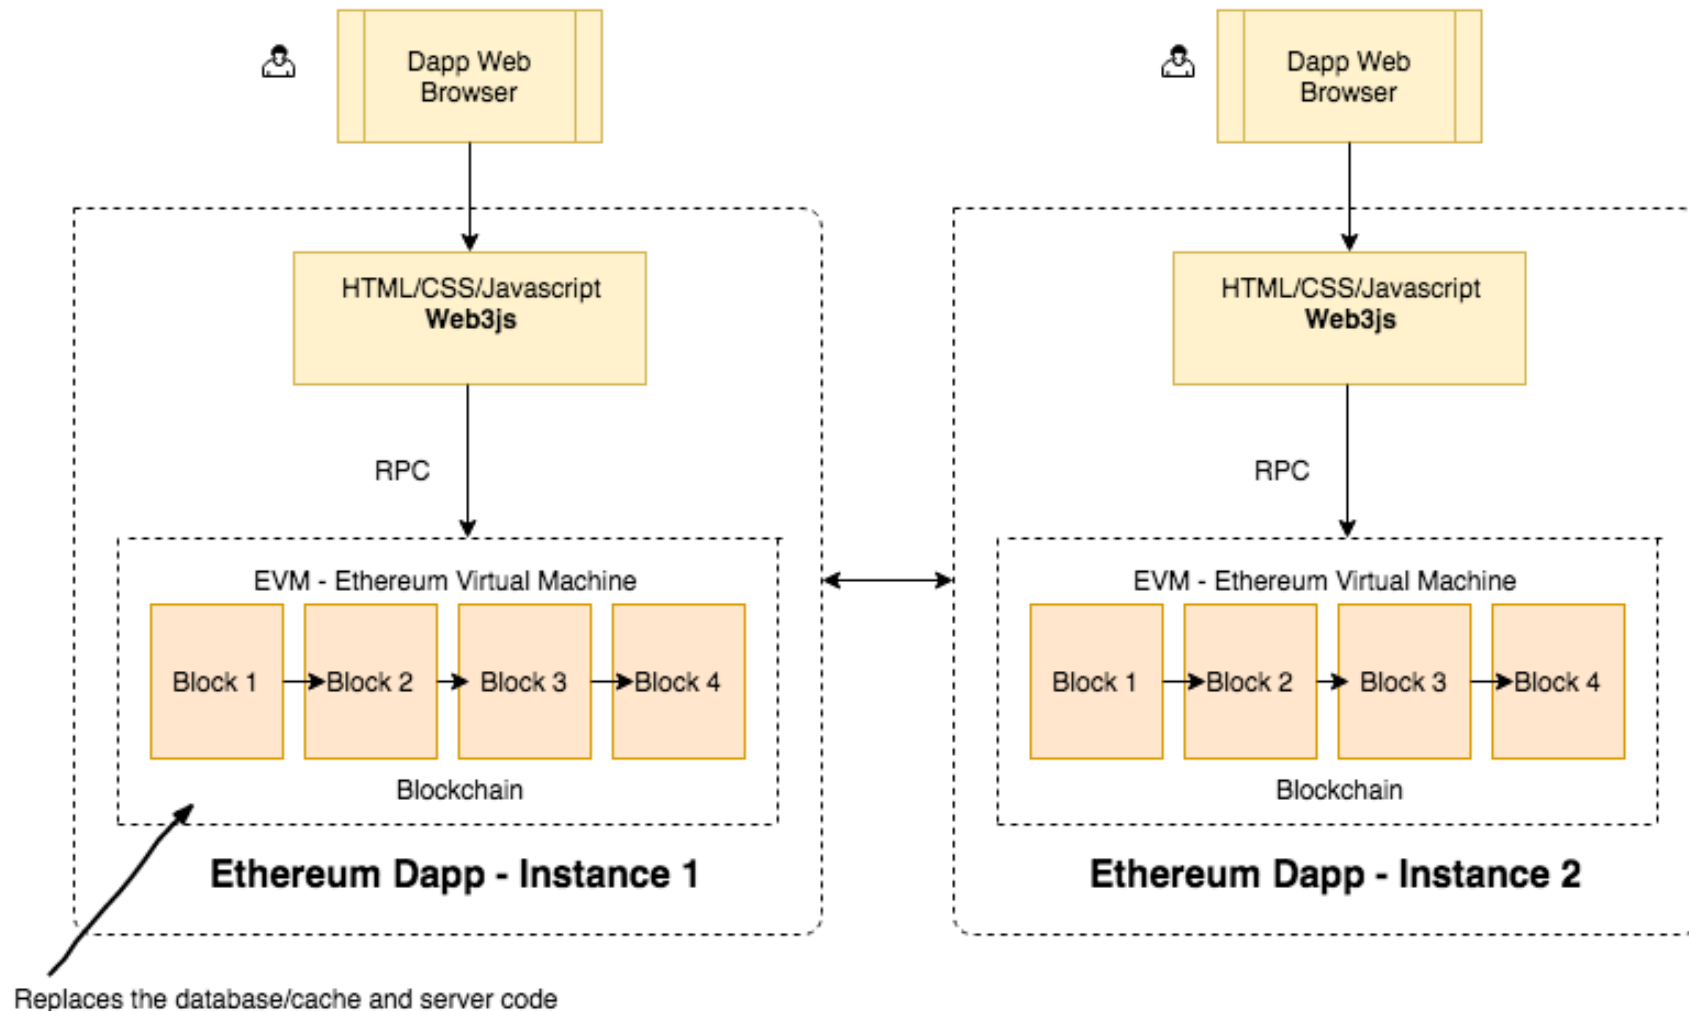 Dapp Web
Browser
HTML/CSS/Javascript
Web3js
RPC
EVM - Ethereum Virtual Machine
Block 1
Block 2
Block 3
Block 4
Blockchain
Ethereum Dapp - Instance 1
Replaces the database/cache and server code
Dapp Web
Browser
HTML/CSS/Javascript
Web3js
RPC
EVM - Ethereum Virtual Machine
Block 1
Block 2
Block 3
Block 4
Blockchain
Ethereum Dapp - Instance 2